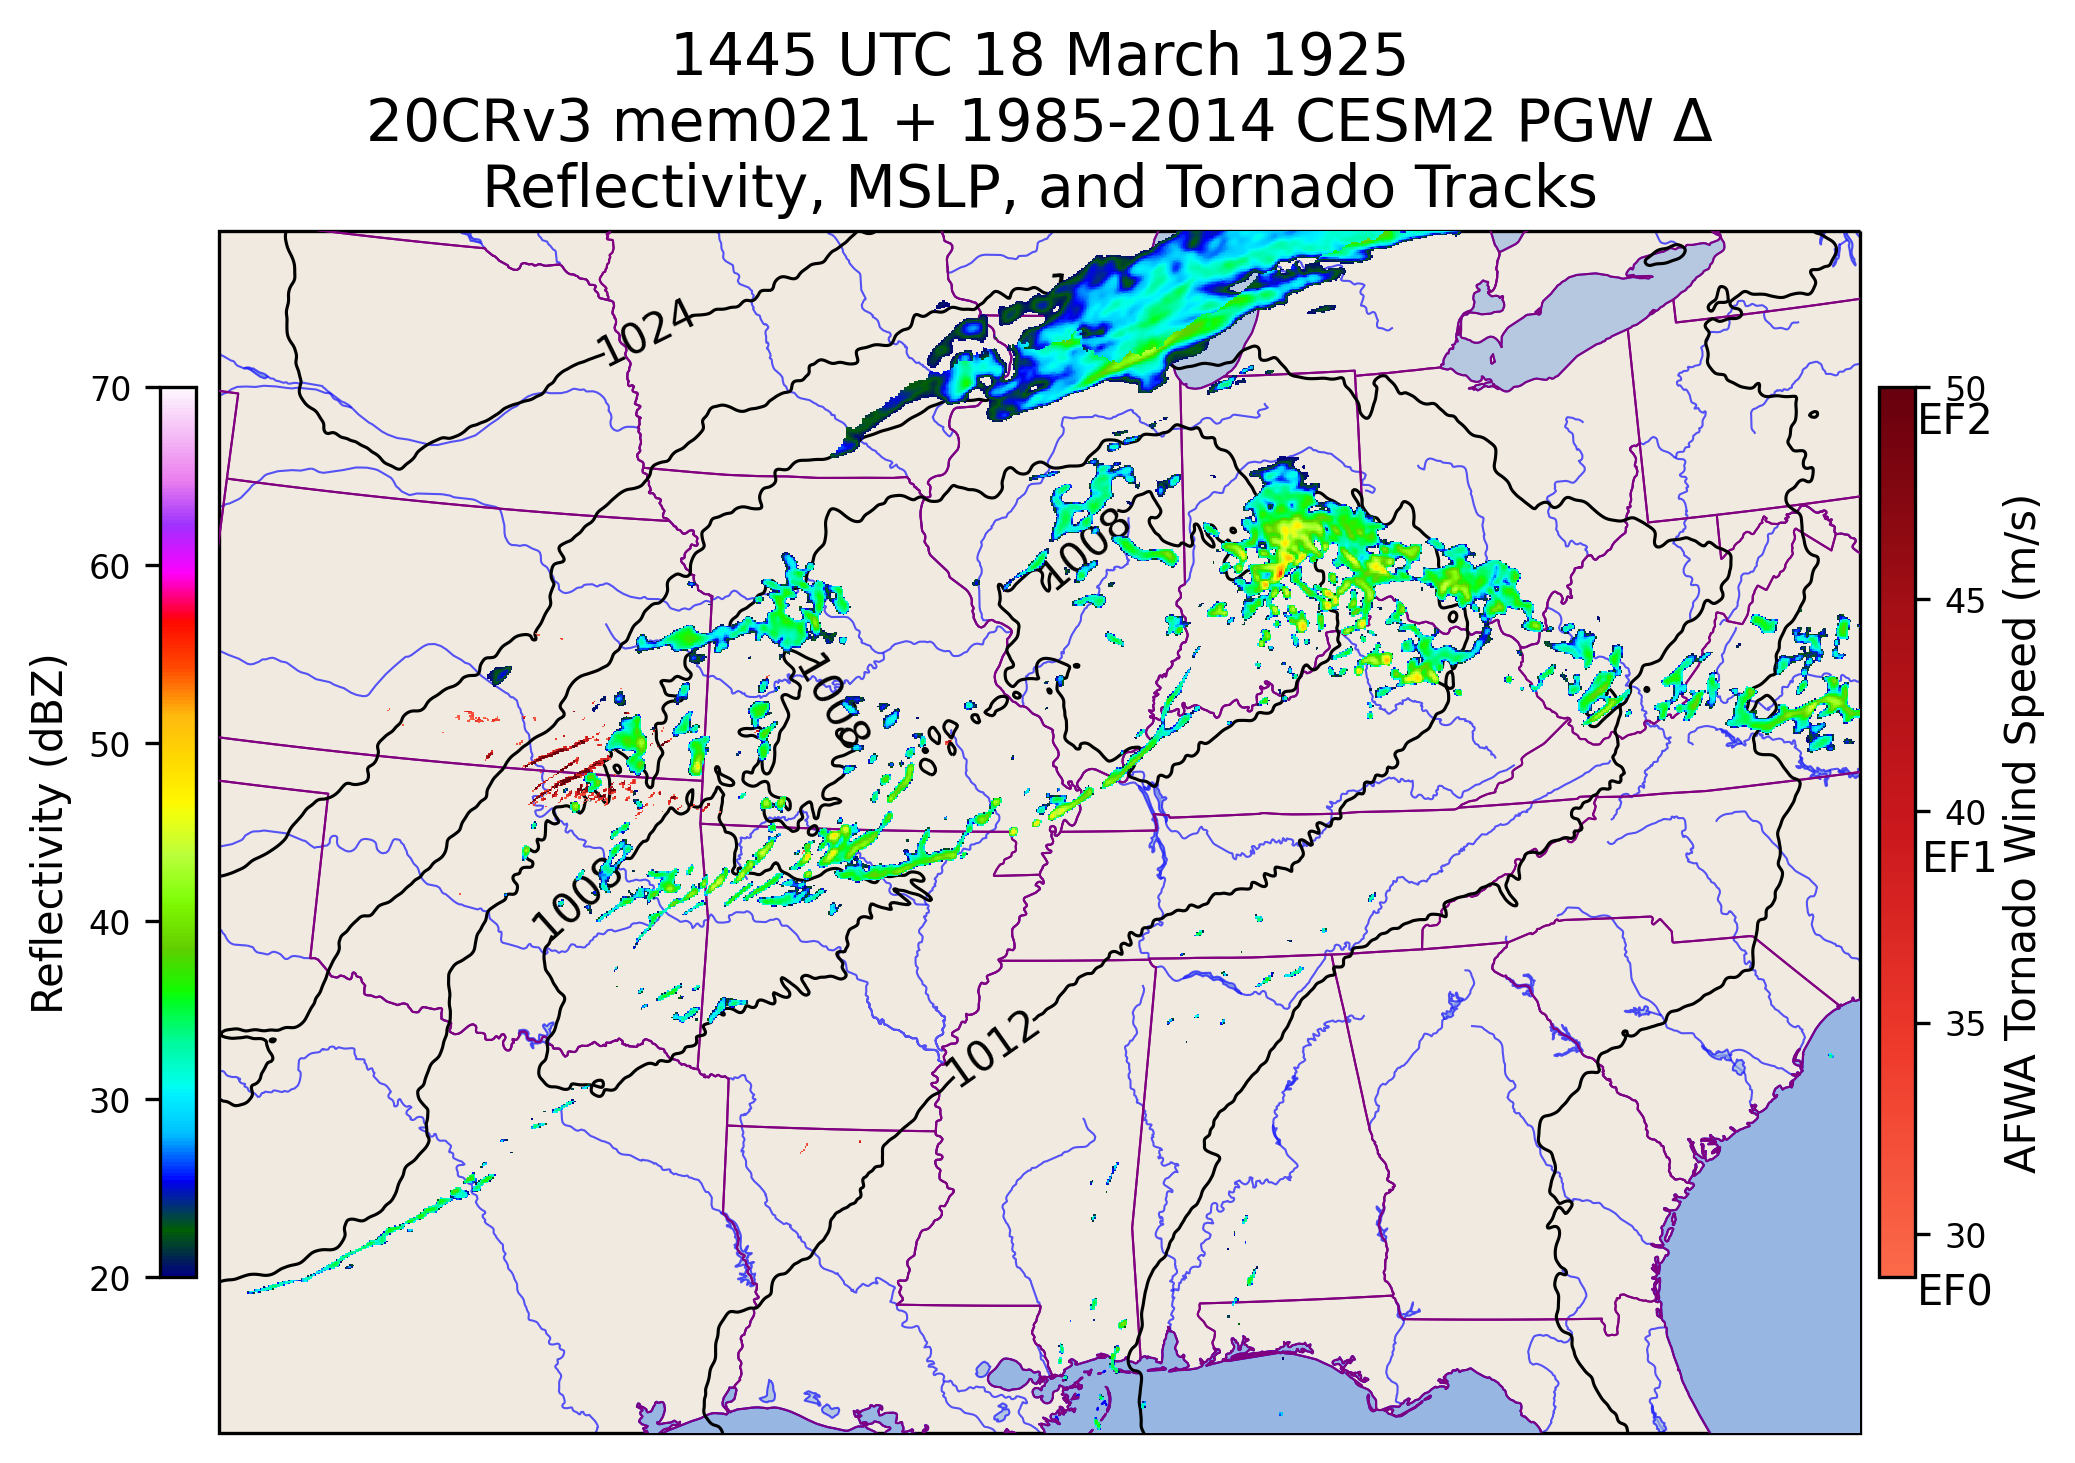 1445 UTC 18 March 1925
20CRv3 mem021 + 1985-2014 CESM2 PGW Δ
Reflectivity, MSLP, and Tornado Tracks
Reflectivity (dBZ)
70
60
50
40
30
20
1024
1008
1008
1008
1012
50
EF2
45
40
EF1
35
30
EF0
AFWA Tornado Wind Speed (m/s)